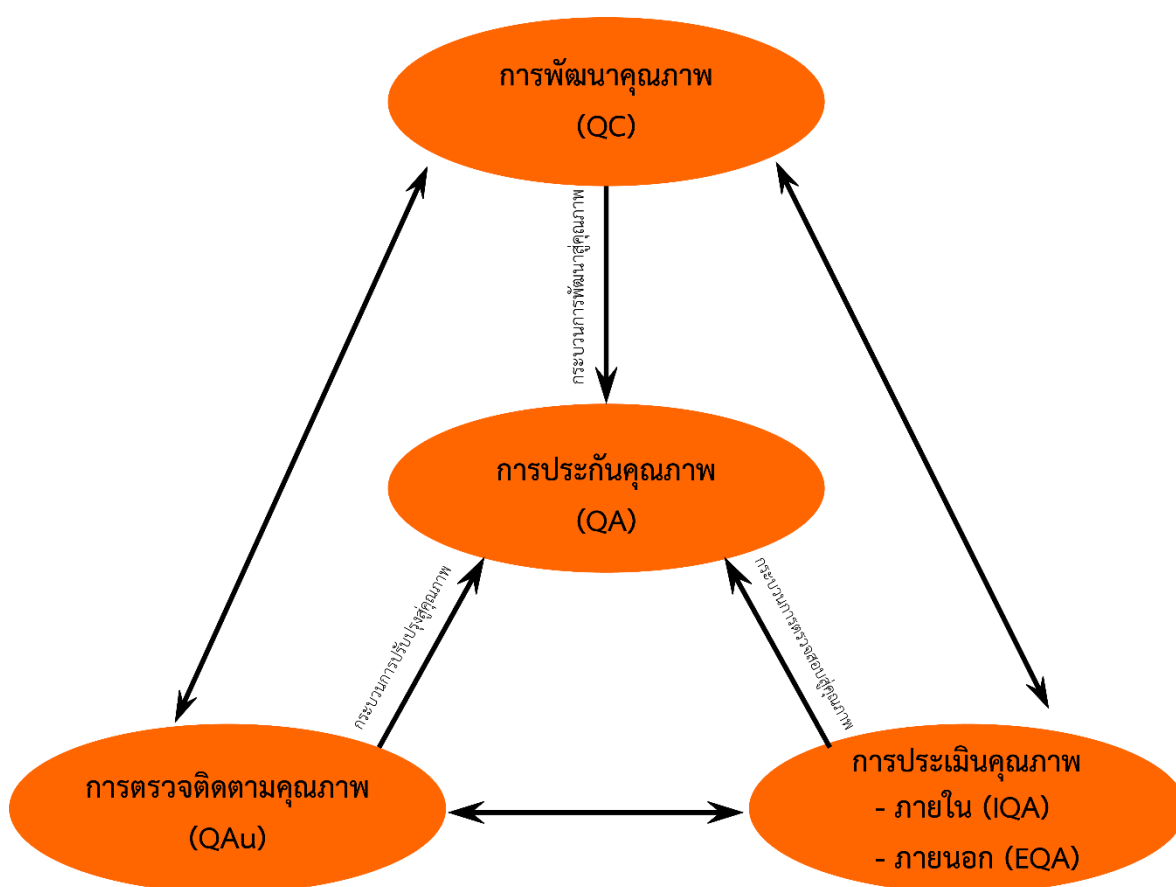 การพัฒนาคุณภาพ
(QC)
กระบวนการพัฒนาสู่คุณภาพ
การประกันคุณภาพ
(QA)
กระบวนการปรับปรุงสู่คุณภาพ
กระบวนการตรวจสอบสู่คุณภาพ
การตรวจติดตามคุณภาพ
(QAu)
การประเมินคุณภาพ
- ภายใน (IQA)
- ภายนอก (EQA)